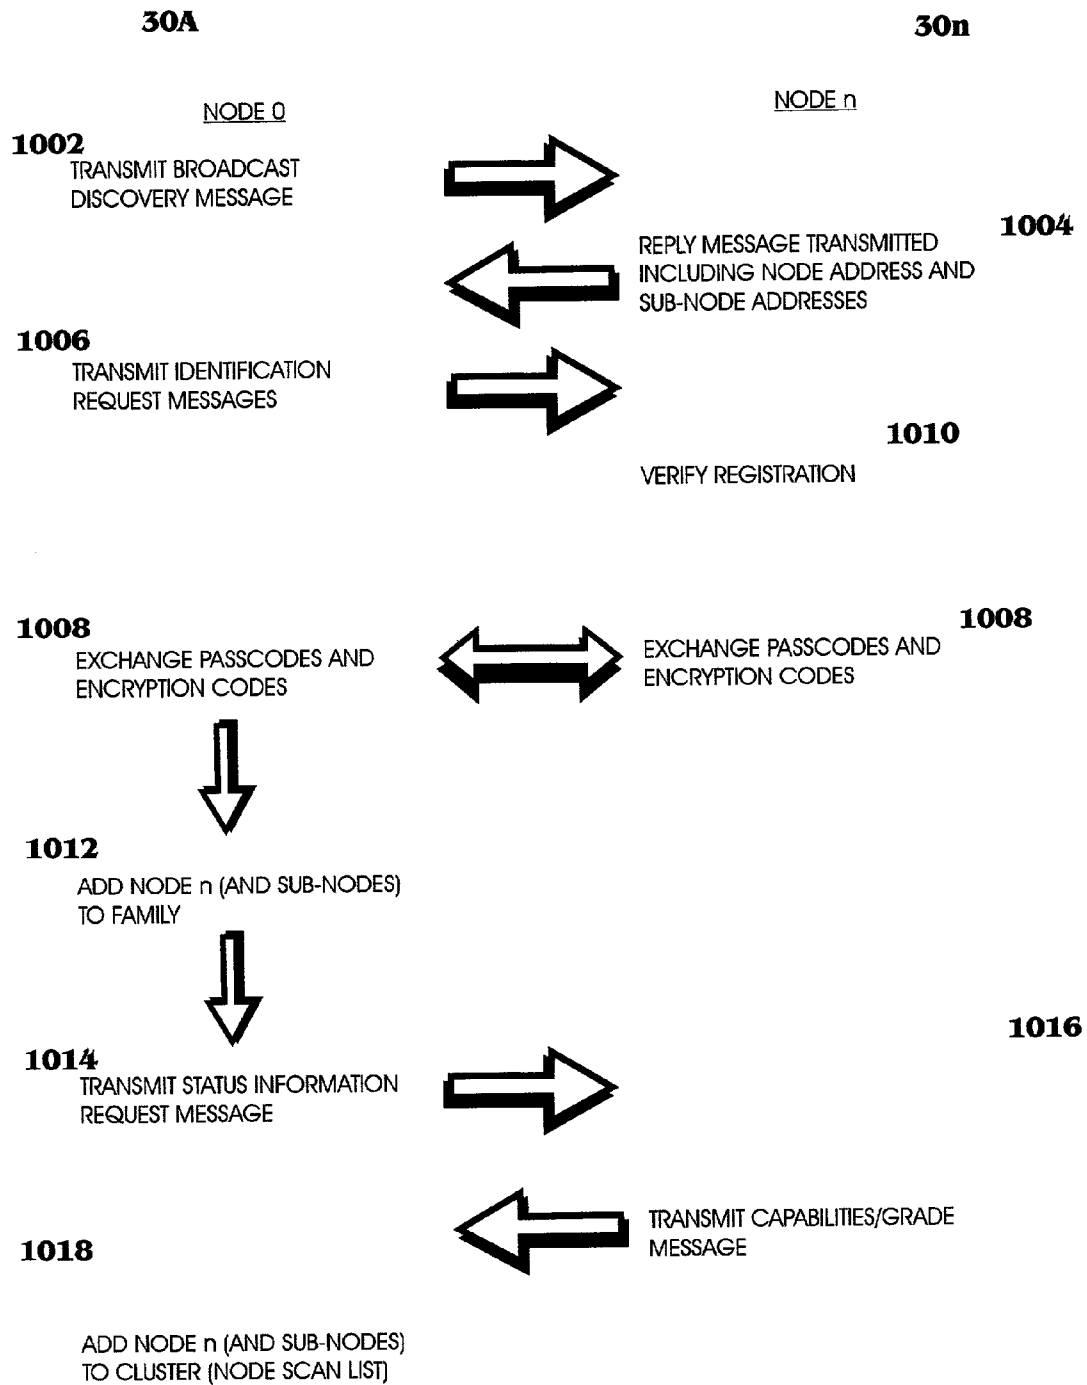 30A
30n
NODE 0
NODE n
1002
TRANSMIT BROADCAST
DISCOVERY MESSAGE
1004
REPLY MESSAGE TRANSMITTED
INCLUDING NODE ADDRESS AND
SUB-NODE ADDRESSES
1006
TRANSMIT IDENTIFICATION
REQUEST MESSAGES
1010
VERIFY REGISTRATION
1008
EXCHANGE PASSCODES AND
ENCRYPTION CODES
1008
EXCHANGE PASSCODES AND
ENCRYPTION CODES
1012
ADD NODE n (AND SUB-NODES)
TO FAMILY
1014
TRANSMIT STATUS INFORMATION
REQUEST MESSAGE
1016
TRANSMIT CAPABILITIES/GRADE
MESSAGE
1018
ADD NODE n (AND SUB-NODES)
TO CLUSTER (NODE SCAN LIST)